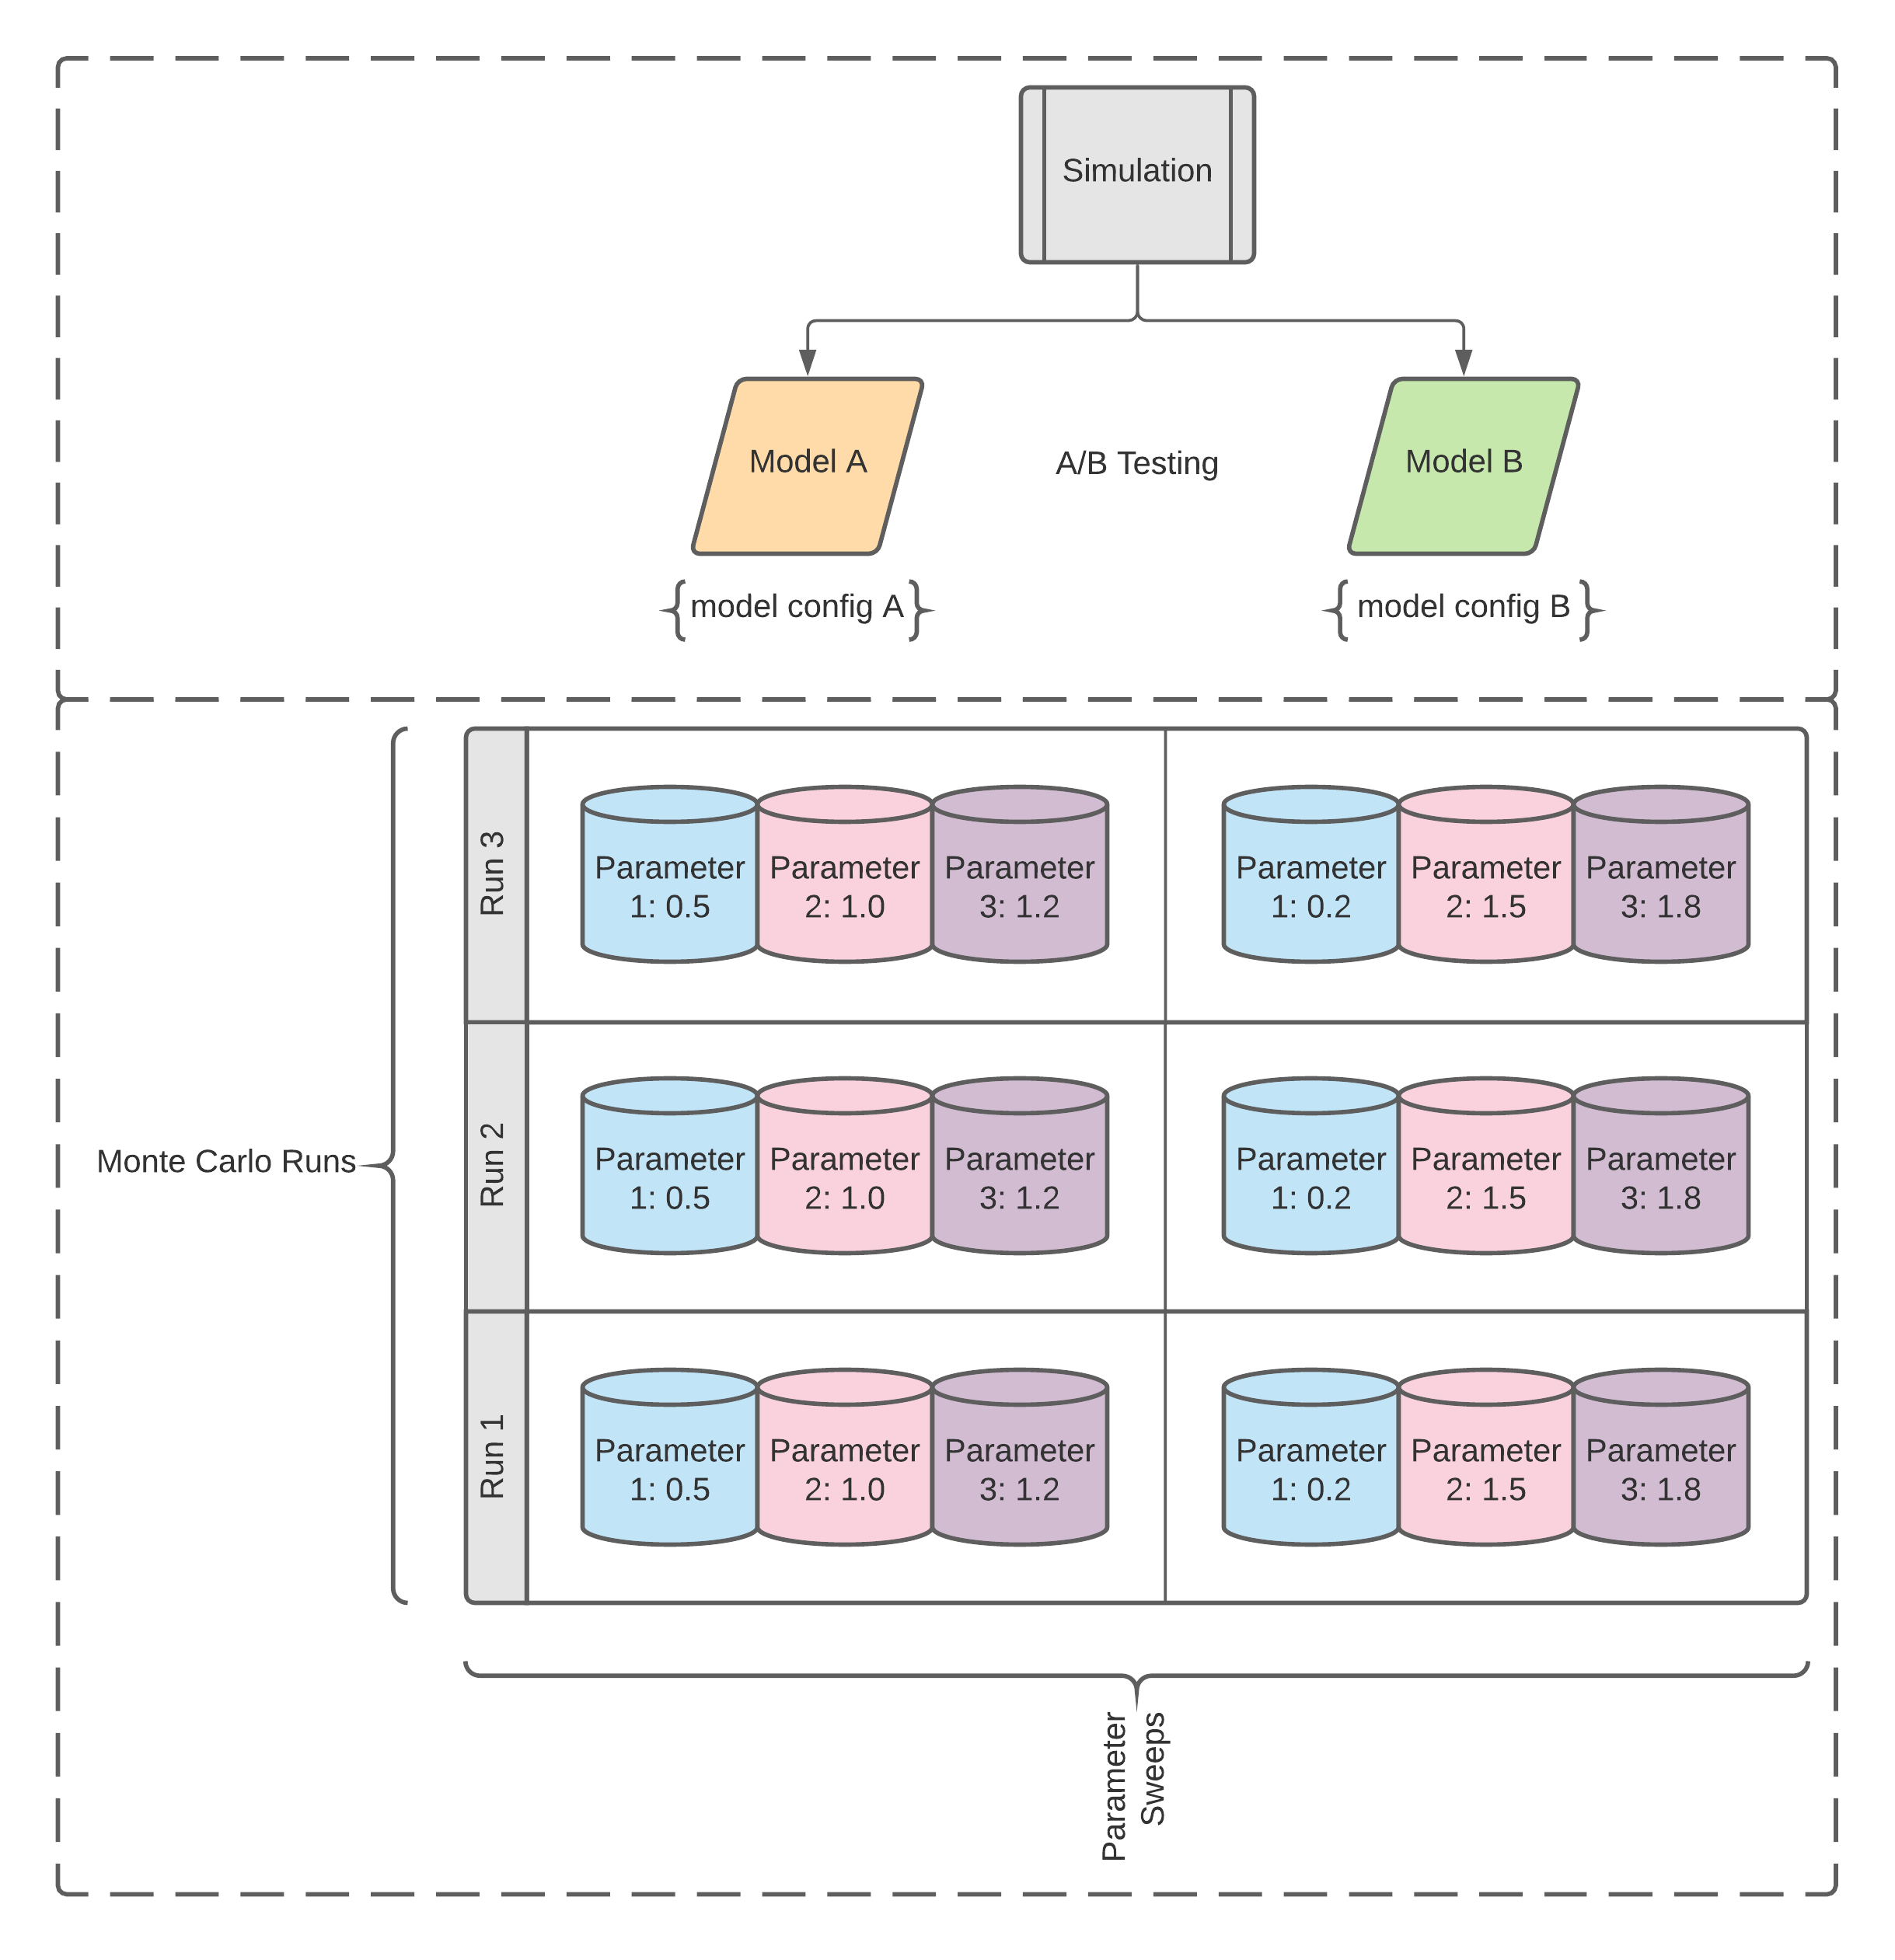 Simulation
Model A
A/B Testing
Model B
model config A
model config B
Run 3
Parameter
1: 0.5
Parameter
2: 1.0
Parameter
3: 1.2
Parameter
1: 0.2
Parameter
2: 1.5
Parameter
3: 1.8
Monte Carlo Runs
Run 2
Parameter
1: 0.5
Parameter
2: 1.0
Parameter
3: 1.2
Parameter
1: 0.2
Parameter
2: 1.5
Parameter
3: 1.8
Run 1
Parameter
1: 0.5
Parameter
2: 1.0
Parameter
3: 1.2
Parameter
1: 0.2
Parameter
2: 1.5
Parameter
3: 1.8
Parameter
Sweeps